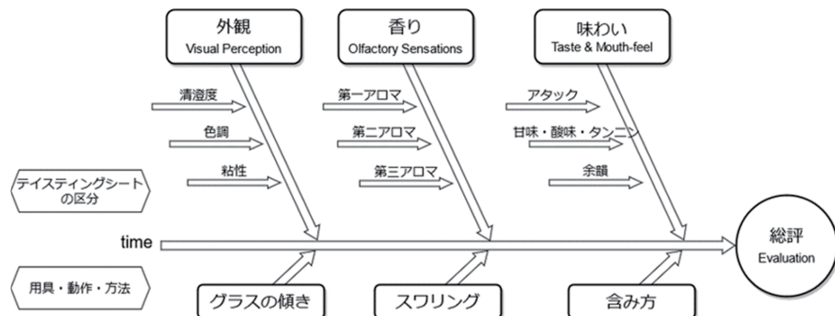 外観
Visual Perception
香り
Olfactory Sensations
味わい
Taste & Mouth-feel
清澄度
第一アロマ
アタック
色調
第二アロマ
甘味・酸味・タンニン
粘性
第三アロマ
余韻
テイスティングシート
の区分
time
総評
Evaluation
用具・動作・方法
グラスの傾き
スワリング
含み方